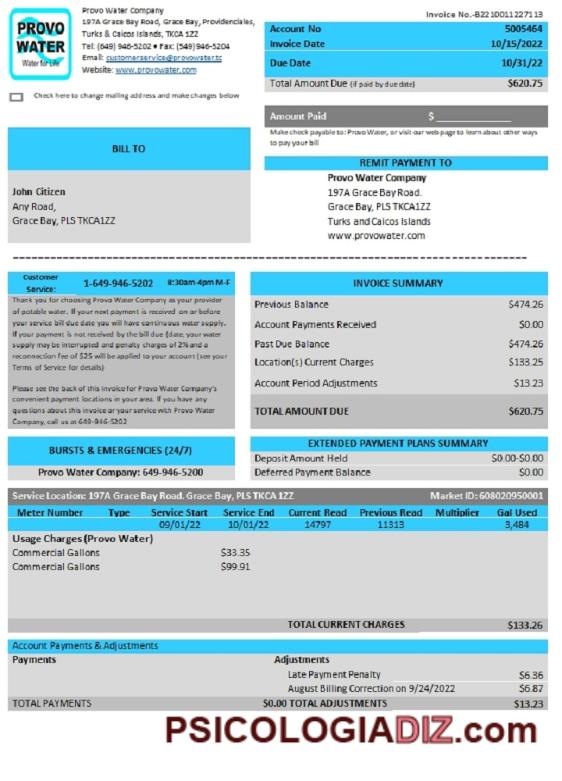 PROVO
WATER
Water for Life
Provo Water Company
197A Grace Bay Road, Grace Bay, Providenciales,
Turks & Caicos Islands, TKCA 1ZZ
Tel: (649) 946-5202 • Fax: (549) 946-5204
Email: customerservice@provowater.tc
Website: www.provowater.com
Check here to change mailing address and make changes below
Invoice No.-B2210011227113
Account No 5005464
Invoice Date 10/15/2022
Due Date 10/31/22
Total Amount Due (if paid by due date) $620.75
Amount Paid $ ____________
Make check payable to: Provo Water, or visit our web page to learn about other ways
to pay your bill
BILL TO
John Citizen
Any Road,
Grace Bay, PLS TKCA1ZZ
REMIT PAYMENT TO
Provo Water Company
197A Grace Bay Road.
Grace Bay, PLS TKCA1ZZ
Turks and Caicos Islands
www.provowater.com
Customer Service: 1-649-946-5202 8:30am-4pm M-F
Thank you for choosing Provo Water Company as your provider
of potable water. If your next payment is received on or before
your service bill due date you will have continuous water supply.
If your payment is not received by the bill due (date, your water
supply may be interrupted and penalty charges of 2% and a
reconnection fee of $25 will be applied to your account (see your
Terms of Service for details)
Please see the back of this invoice for Provo Water Company's
convenient payment locations in your area. If you have any
questions about this invoice or your service with Provo Water
Company, call us at 649-946-5202
INVOICE SUMMARY
Previous Balance $474.26
Account Payments Received $0.00
Past Due Balance $474.26
Location(s) Current Charges $133.25
Account Period Adjustments $13.23
TOTAL AMOUNT DUE $620.75
BURSTS & EMERGENCIES (24/7)
Provo Water Company: 649-946-5200
EXTENDED PAYMENT PLANS SUMMARY
Deposit Amount Held $0.00-$0.00
Deferred Payment Balance $0.00
Service Location: 197A Grace Bay Road. Grace Bay, PLS TKCA 1ZZ Market ID: 608020950001
Meter Number Type Service Start Service End Current Read Previous Read Multiplier Gal Used
09/01/22 10/01/22 14797 11313 3,484
Usage Charges (Provo Water)
Commercial Gallons $33.35
Commercial Gallons $99.91
TOTAL CURRENT CHARGES $133.26
Account Payments & Adjustments
Payments Adjustments
Late Payment Penalty $6.36
August Billing Correction on 9/24/2022 $6.87
TOTAL PAYMENTS $0.00 TOTAL ADJUSTMENTS $13.23
PSICOLOGIADIZ.com